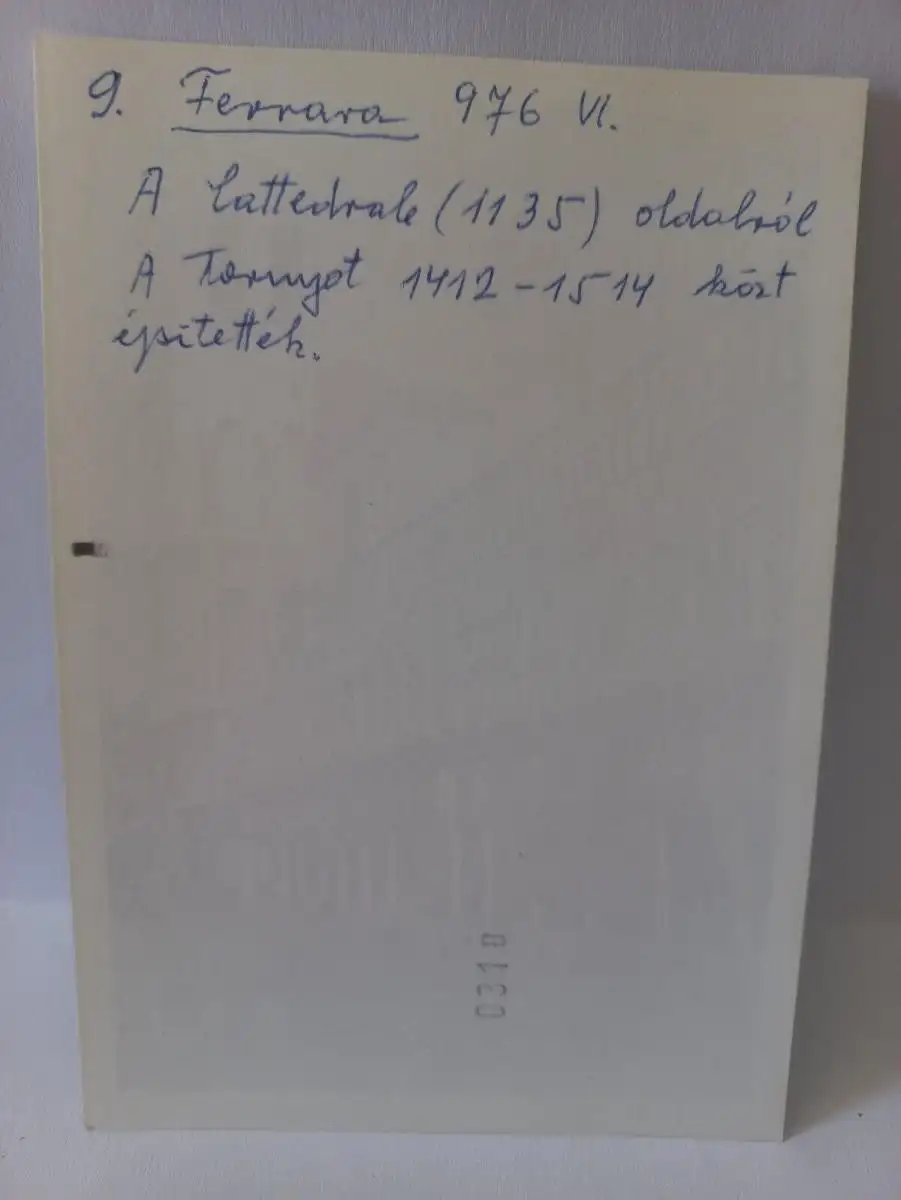 9. Ferrara 976 VI.
A Cattedrale (1135) oldalról
A Tornyot 1412-1514 közt
építették.
0310